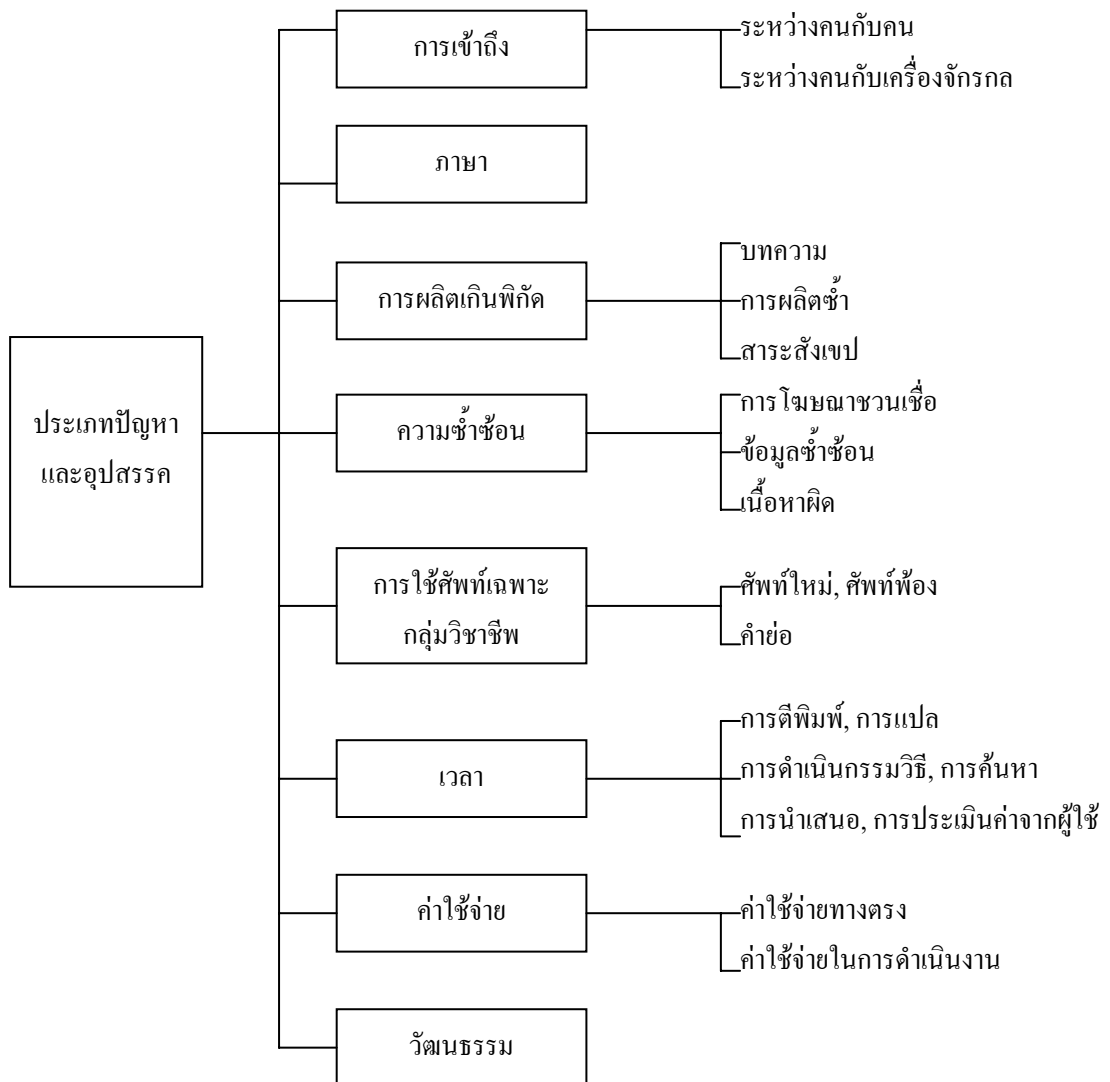 การเข้าถึง
ระหว่างคนกับคน
ระหว่างคนกับเครื่องจักรกล
ภาษา
การผลิตเกินพิกัด
บทความ
การผลิตซ้ำ
สาระสังเขป
ประเภทปัญหา
และอุปสรรค
ความซ้ำซ้อน
การโฆษณาชวนเชื่อ
ข้อมูลซ้ำซ้อน
เนื้อหาผิด
การใช้ศัพท์เฉพาะ
กลุ่มวิชาชีพ
ศัพท์ใหม่, ศัพท์พ้อง
คำย่อ
เวลา
การตีพิมพ์, การแปล
การดำเนินกรรมวิธี, การค้นหา
การนำเสนอ, การประเมินค่าจากผู้ใช้
ค่าใช้จ่าย
ค่าใช้จ่ายทางตรง
ค่าใช้จ่ายในการดำเนินงาน
วัฒนธรรม